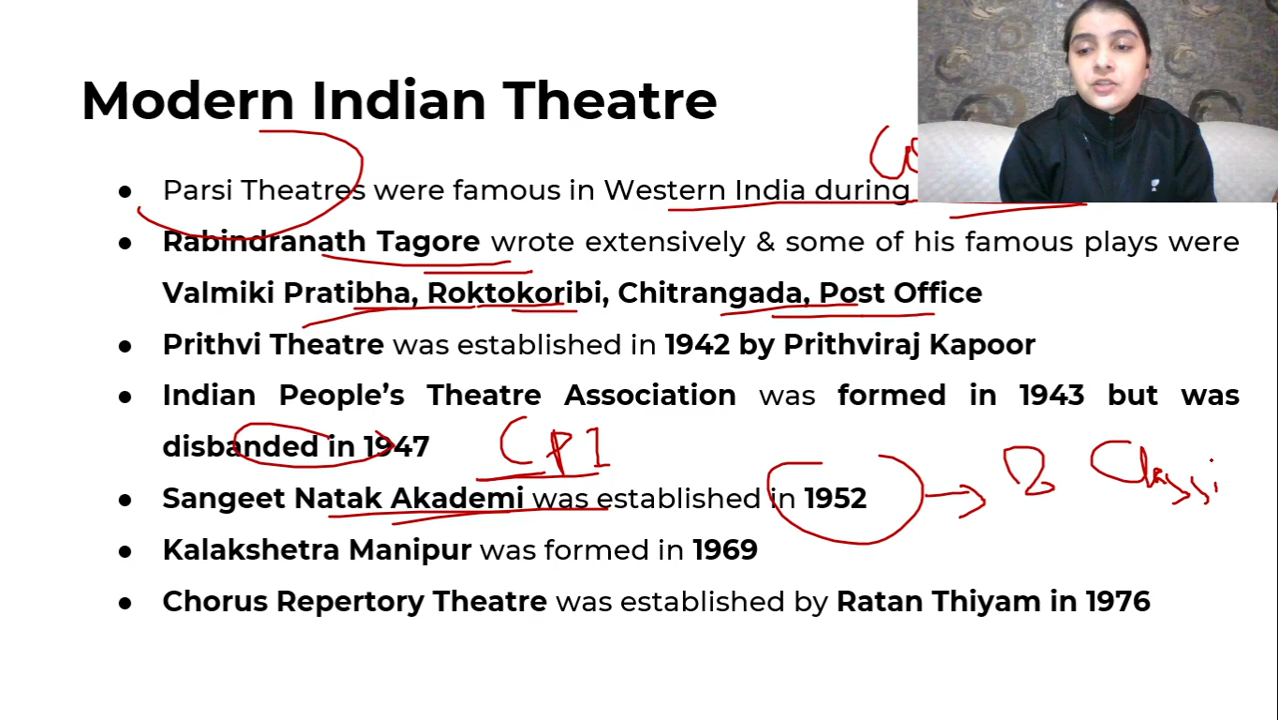 Modern Indian Theatre
• Parsi Theatres were famous in Western India during
• Rabindranath Tagore wrote extensively & some of his famous plays were
Valmiki Pratibha, Roktokoribi, Chitrangada, Post Office
• Prithvi Theatre was established in 1942 by Prithviraj Kapoor
• Indian People’s Theatre Association was formed in 1943 but was
disbanded in 1947
CPI
• Sangeet Natak Akademi was established in 1952
8 Classi
• Kalakshetra Manipur was formed in 1969
• Chorus Repertory Theatre was established by Ratan Thiyam in 1976